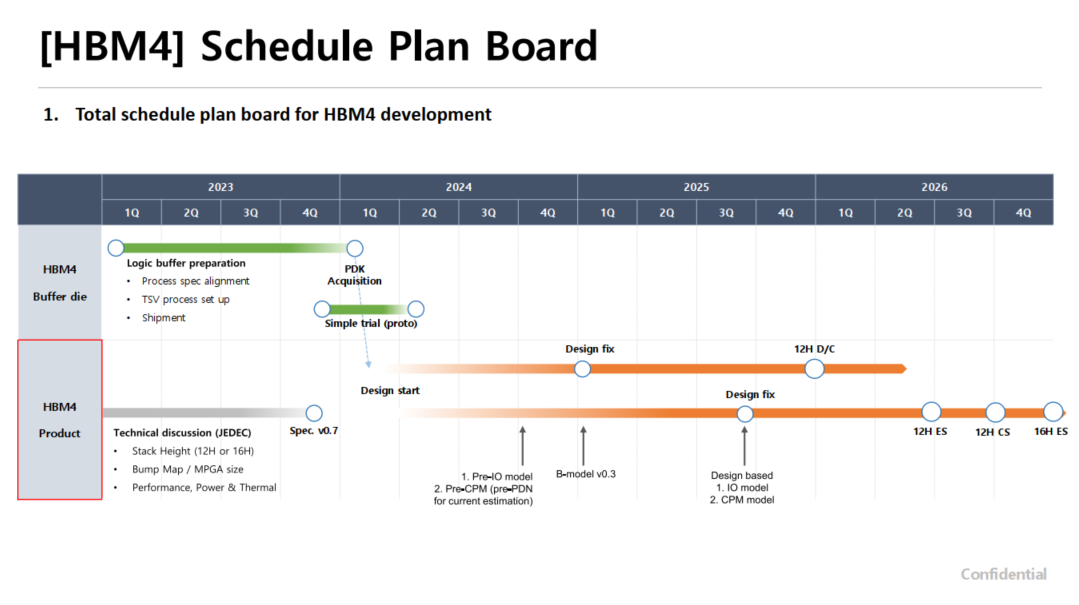 [HBM4] Schedule Plan Board
1. Total schedule plan board for HBM4 development
2023 2024 2025 2026
1Q 2Q 3Q 4Q 1Q 2Q 3Q 4Q 1Q 2Q 3Q 4Q 1Q 2Q 3Q 4Q
HBM4
Buffer die
Logic buffer preparation
• Process spec alignment
• TSV process set up
• Shipment
PDK
Acquisition
Simple trial (proto)
HBM4
Product
Design fix
12H D/C
Design start
Design fix
Technical discussion (JEDEC)
• Stack Height (12H or 16H)
• Bump Map / MPGA size
• Performance, Power & Thermal
Spec. v0.7
12H ES
12H CS
16H ES
1. Pre-IO model
2. Pre-CPM (pre-PDN
for current estimation)
B-model v0.3
Design based
1. IO model
2. CPM model
Confidential